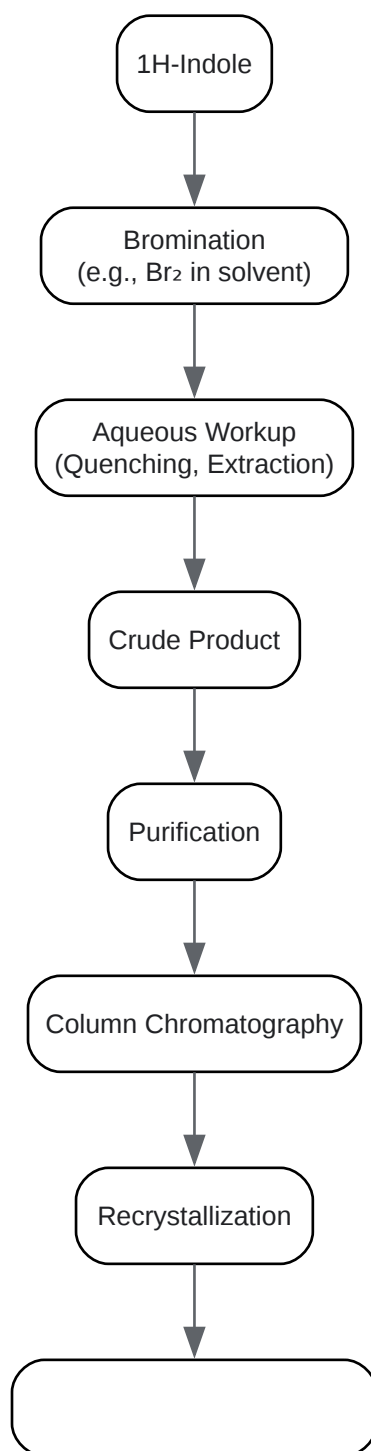 1H-Indole
Bromination
(e.g., Br₂ in solvent)
Aqueous Workup
(Quenching, Extraction)
Crude Product
Purification
Column Chromatography
Recrystallization